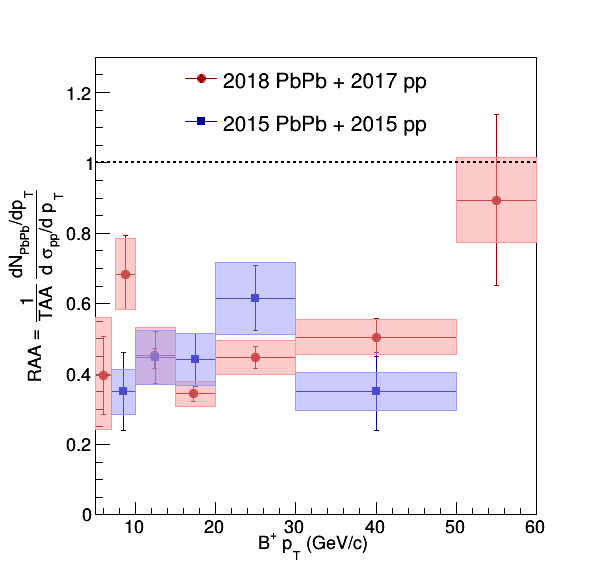 2018 PbPb + 2017 pp
2015 PbPb + 2015 pp
RAA = 1/TAA dN_PbPb/dp_T / d σ_pp/d p_T
1.2
1
0.8
0.6
0.4
0.2
0
10 20 30 40 50 60
B⁺ p_T (GeV/c)